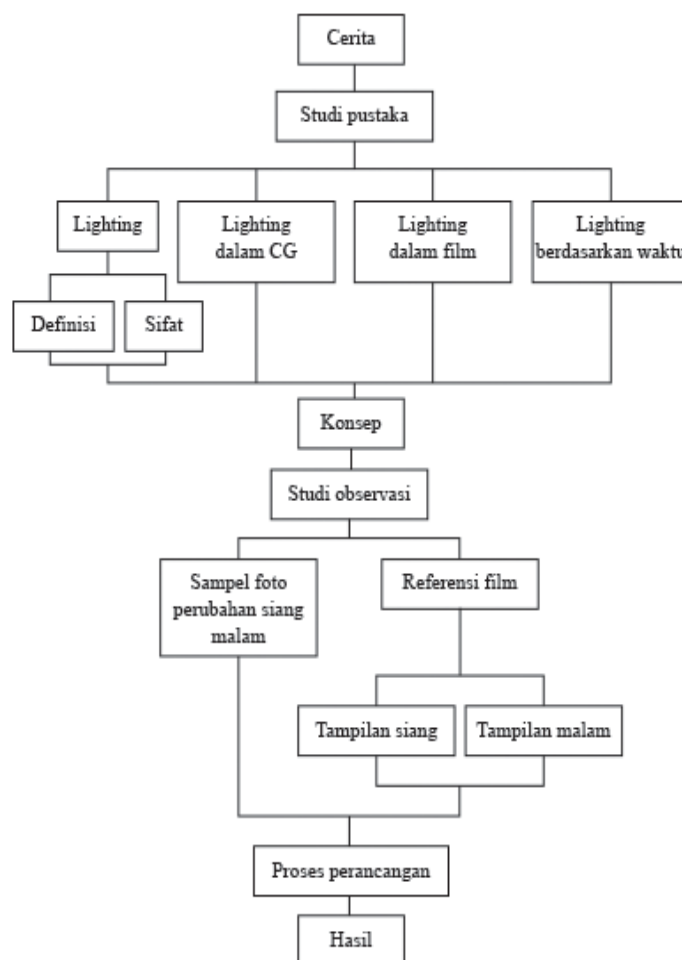 Cerita
Studi pustaka
Lighting
Lighting
dalam CG
Lighting
dalam film
Lighting
berdasarkan waktu
Definisi
Sifat
Konsep
Studi observasi
Sampel foto
perubahan siang
malam
Referensi film
Tampilan siang
Tampilan malam
Proses perancangan
Hasil